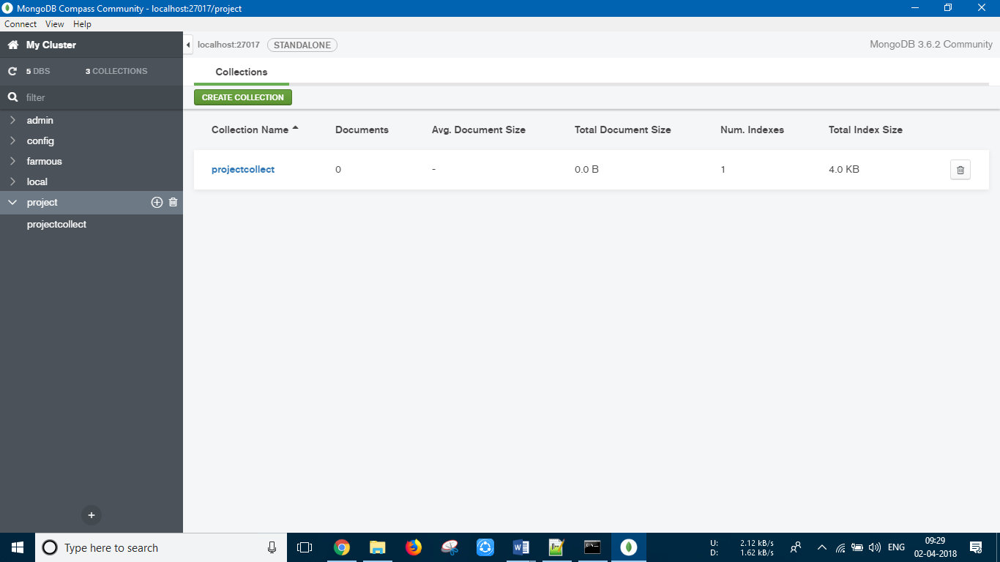 MongoDB Compass Community - localhost:27017/project
Connect View Help
My Cluster
localhost:27017 STANDALONE
MongoDB 3.6.2 Community
5 DBS 3 COLLECTIONS
Collections
filter
CREATE COLLECTION
admin
config
farmous
local
project
projectcollect
Collection Name Documents Avg. Document Size Total Document Size Num. Indexes Total Index Size
projectcollect 0 - 0.0 B 1 4.0 KB
+
Type here to search
U: 2.12 kB/s
D: 1.62 kB/s
ENG
09:29
02-04-2018